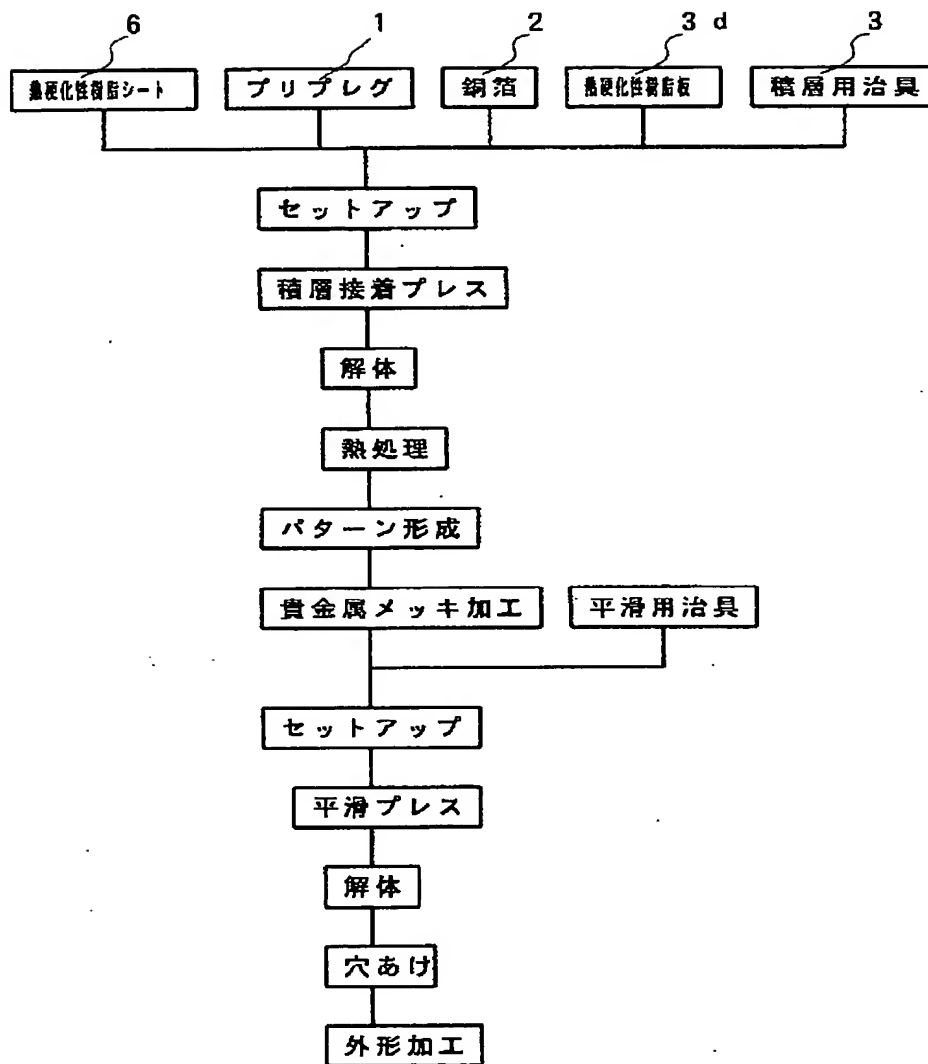 6 1 2 3d 3
熱硬化性樹脂シート プリプレグ 銅箔 熱硬化性樹脂板 積層用治具
セットアップ
積層接着プレス
解体
熱処理
パターン形成
貴金属メッキ加工 平滑用治具
セットアップ
平滑プレス
解体
穴あけ
外形加工